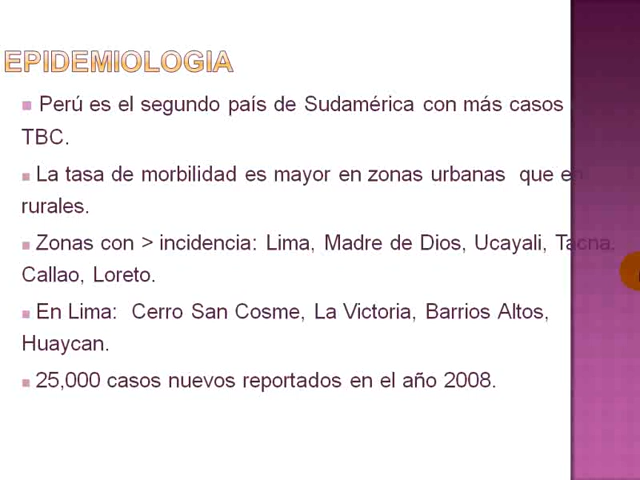 EPIDEMIOLOGIA
Perú es el segundo país de Sudamérica con más casos
TBC.
La tasa de morbilidad es mayor en zonas urbanas que en
rurales.
Zonas con > incidencia: Lima, Madre de Dios, Ucayali, Tacna.
Callao, Loreto.
En Lima: Cerro San Cosme, La Victoria, Barrios Altos,
Huaycan.
25,000 casos nuevos reportados en el año 2008.